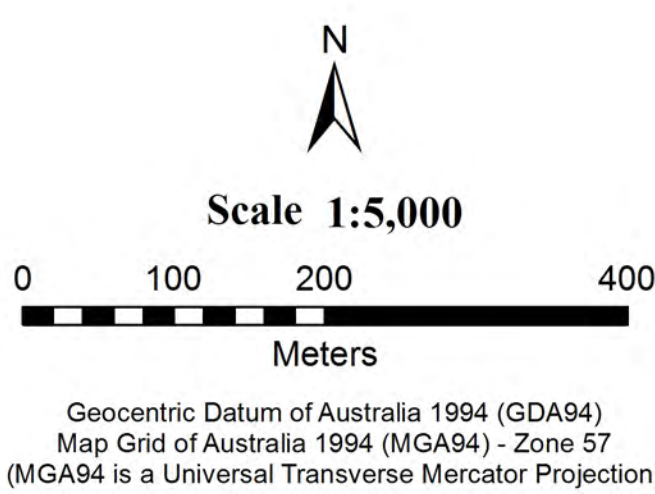 N
Scale 1:5,000
0 100 200 400
Meters
Geocentric Datum of Australia 1994 (GDA94)
Map Grid of Australia 1994 (MGA94) - Zone 57
(MGA94 is a Universal Transverse Mercator Projection